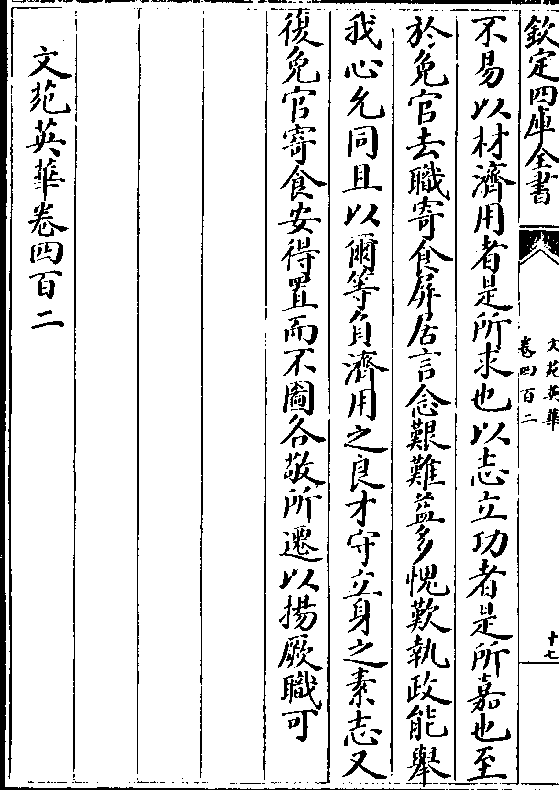 欽定四庫全書
文苑英華
卷四百二
十七
不易以材濟用者是所求也以志立功者是所嘉也至
於免官去職寄食屏居言念艱難益多愧歎執政能舉
我心允同且以爾等負濟用之良才守立身之素志又
復免官寄食安得置而不圖各敬所遷以揚厥職可
文苑英華卷四百二